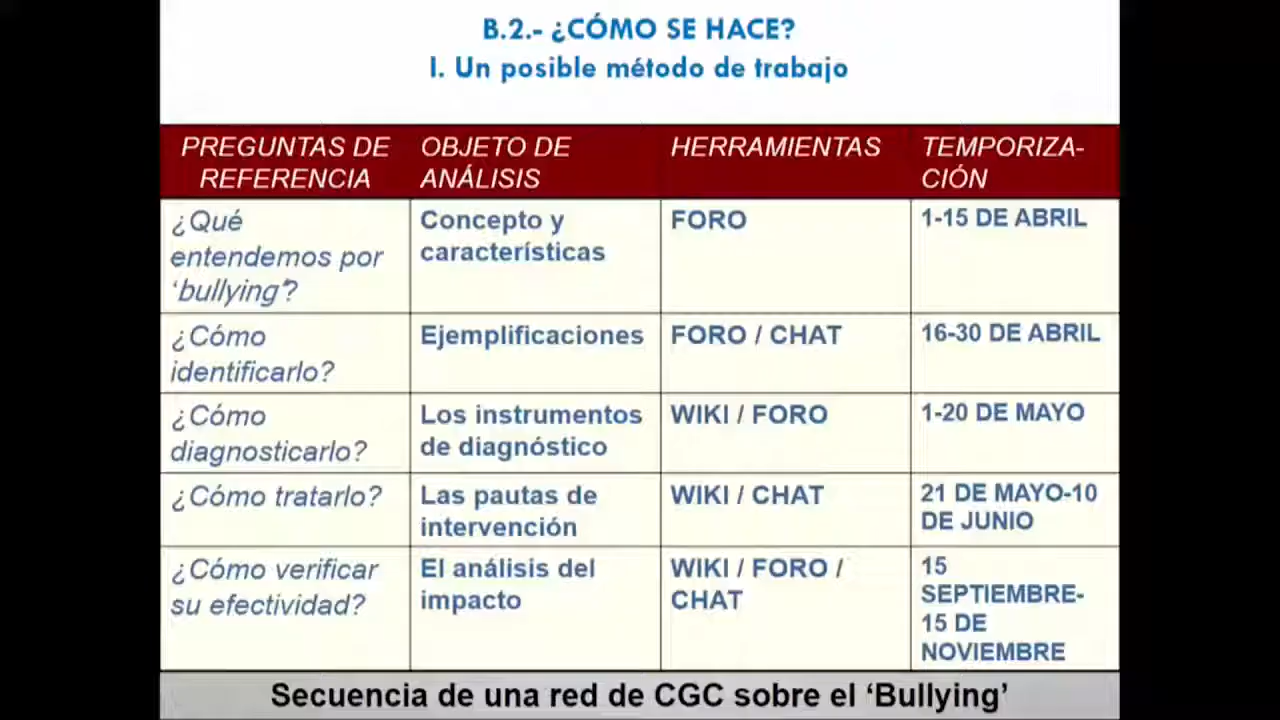 B.2.- ¿CÓMO SE HACE?
I. Un posible método de trabajo
PREGUNTAS DE
REFERENCIA
OBJETO DE
ANÁLISIS
HERRAMIENTAS
TEMPORIZA-
CIÓN
¿Qué
entendemos por
‘bullying’?
Concepto y
características
FORO
1-15 DE ABRIL
¿Cómo
identificarlo?
Ejemplificaciones
FORO / CHAT
16-30 DE ABRIL
¿Cómo
diagnosticarlo?
Los instrumentos
de diagnóstico
WIKI / FORO
1-20 DE MAYO
¿Cómo tratarlo?
Las pautas de
intervención
WIKI / CHAT
21 DE MAYO-10
DE JUNIO
¿Cómo verificar
su efectividad?
El análisis del
impacto
WIKI / FORO /
CHAT
15
SEPTIEMBRE-
15 DE
NOVIEMBRE
Secuencia de una red de CGC sobre el ‘Bullying’